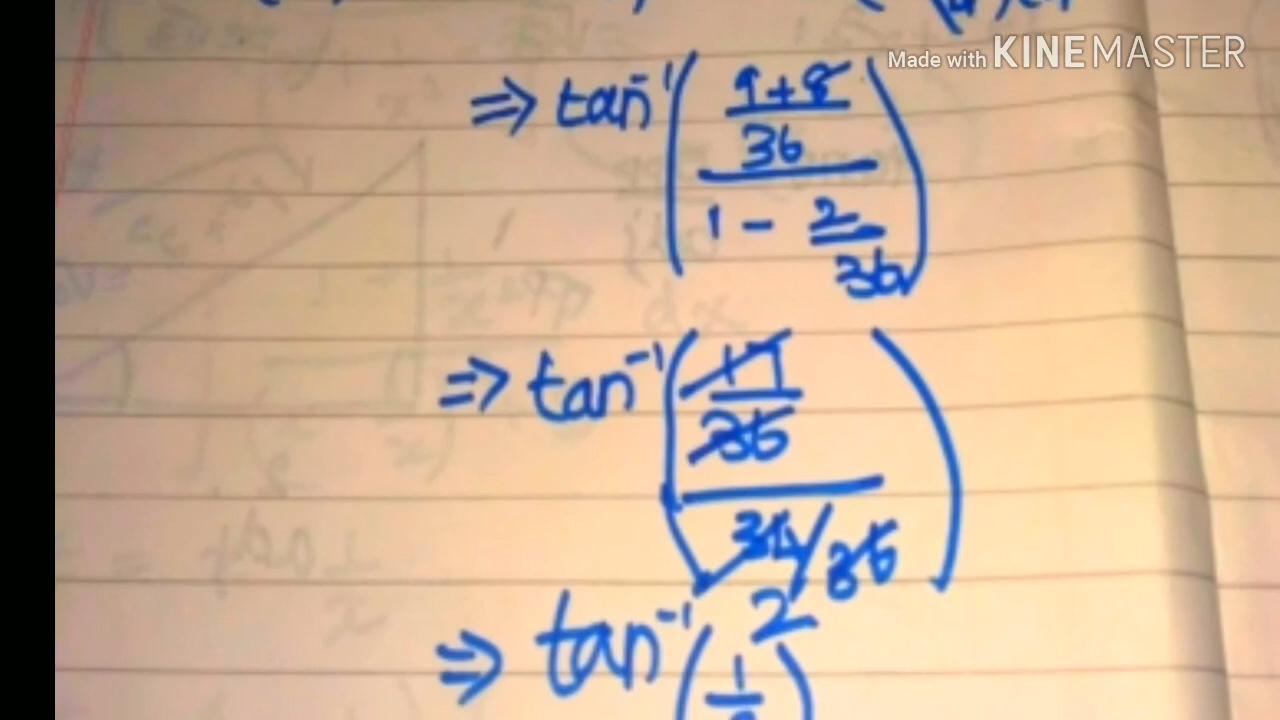 Made with KINEMASTER
⇒ tan⁻¹ ( (9+8)/36 / (1 - 2/36) )
⇒ tan⁻¹ ( (17/36) / (34/36) )
2
⇒ tan⁻¹ ( 1/